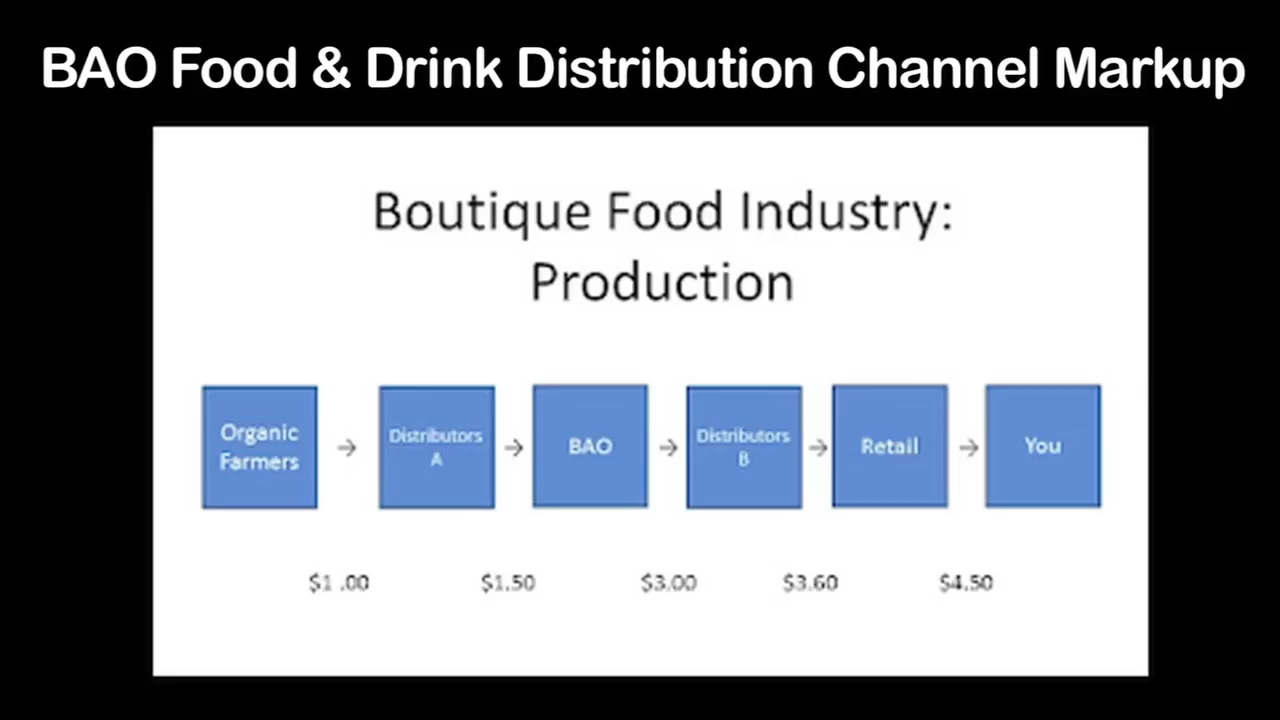 BAO Food & Drink Distribution Channel Markup
Boutique Food Industry:
Production
Organic
Farmers
→
Distributors
A
→
BAO
→
Distributors
B
→
Retail
→
You
$1 .00
$1.50
$3.00
$3.60
$4.50